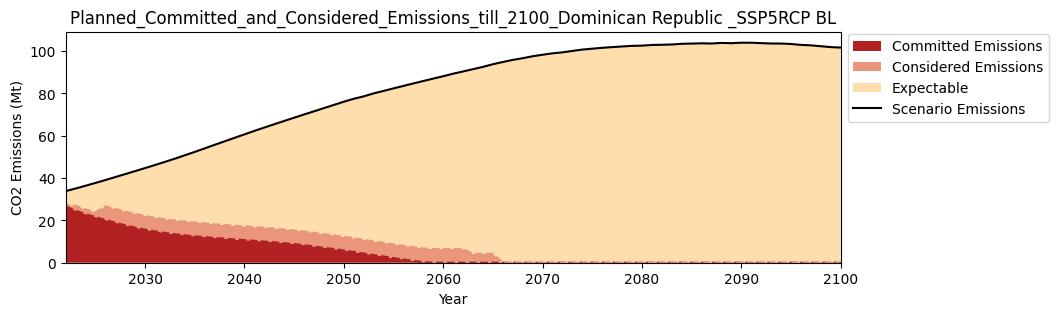 Planned_Committed_and_Considered_Emissions_till_2100_Dominican Republic _SSP5RCP BL
Committed Emissions
Considered Emissions
Expectable
Scenario Emissions
CO2 Emissions (Mt)
100
80
60
40
20
0
2030 2040 2050 2060 2070 2080 2090 2100
Year